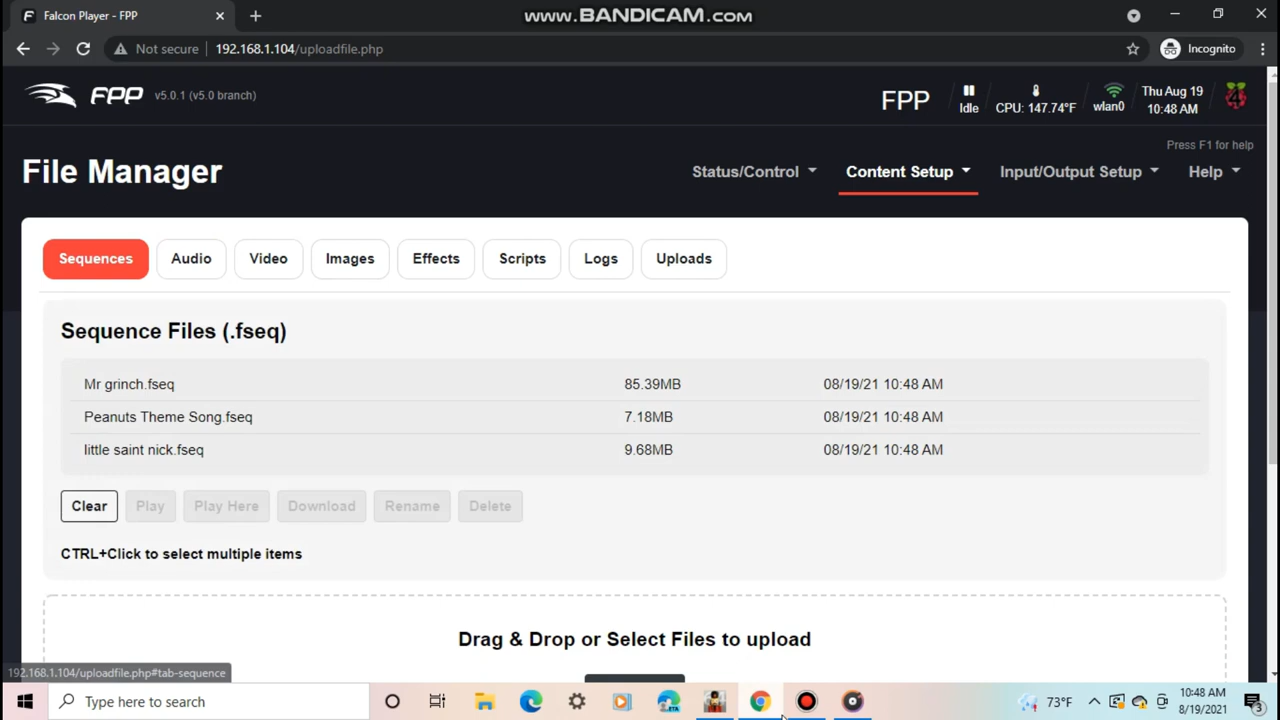 Falcon Player - FPP
www.BANDICAM.com
Not secure 192.168.1.104/uploadfile.php
Incognito
FPP v5.0.1 (v5.0 branch)
FPP
Idle
CPU: 147.74°F
wlan0
Thu Aug 19
10:48 AM
Press F1 for help
File Manager
Status/Control
Content Setup
Input/Output Setup
Help
Sequences
Audio
Video
Images
Effects
Scripts
Logs
Uploads
Sequence Files (.fseq)
Mr grinch.fseq 85.39MB 08/19/21 10:48 AM
Peanuts Theme Song.fseq 7.18MB 08/19/21 10:48 AM
little saint nick.fseq 9.68MB 08/19/21 10:48 AM
Clear
Play
Play Here
Download
Rename
Delete
CTRL+Click to select multiple items
Drag & Drop or Select Files to upload
192.168.1.104/uploadfile.php#tab-sequence
Type here to search
73°F
10:48 AM
8/19/2021
3